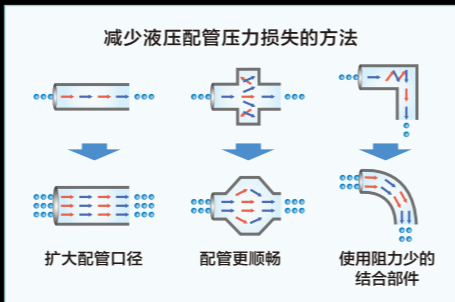 减少液压配管压力损失的方法
扩大配管口径
配管更顺畅
使用阻力少的
结合部件